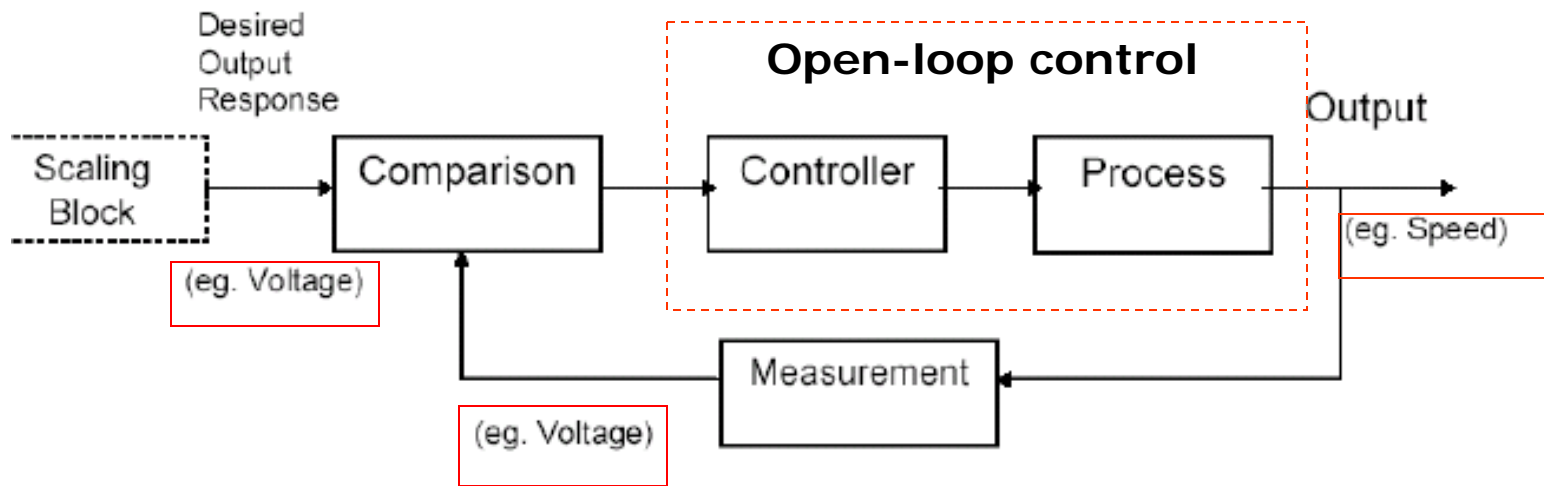 Desired
Output
Response
Open-loop control
Output
Scaling
Block
Comparison
Controller
Process
(eg. Speed)
(eg. Voltage)
Measurement
(eg. Voltage)